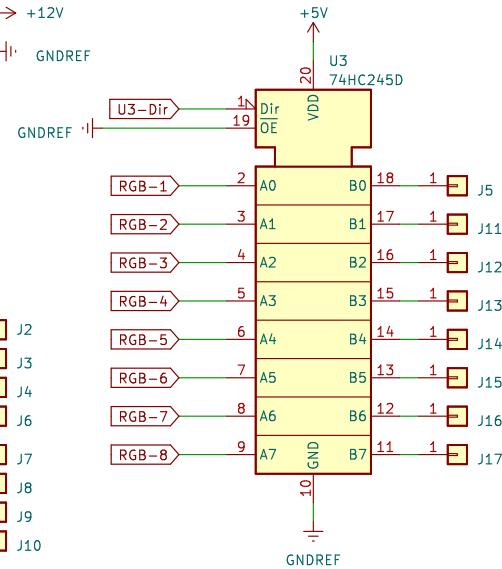 +12V
+5V
GNDREF
U3
74HC245D
20
VDD
U3-Dir
1
Dir
GNDREF
19
OE
RGB-1
2
A0
B0
18
1
J5
RGB-2
3
A1
B1
17
1
J11
RGB-3
4
A2
B2
16
1
J12
RGB-4
5
A3
B3
15
1
J13
J2
RGB-5
6
A4
B4
14
1
J14
J3
RGB-6
7
A5
B5
13
1
J15
J4
J6
RGB-7
8
A6
B6
12
1
J16
J7
RGB-8
9
A7
GND
B7
11
1
J17
J8
10
J9
J10
GNDREF